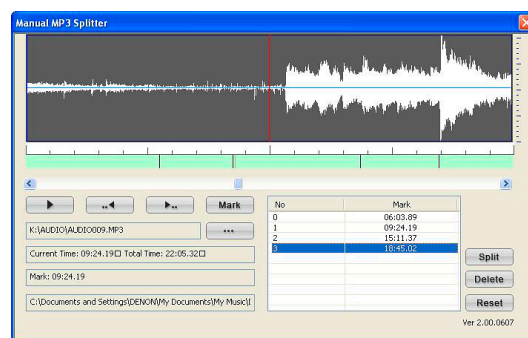 Manual MP3 Splitter
Mark
No Mark
0 06:03.89
1 09:24.19
2 15:11.37
3 18:45.02
K:\AUDIO\AUDIO009.MP3
...
Current Time: 09:24.19□ Total Time: 22:05.32□
Mark: 09:24.19
C:\Documents and Settings\DENON\My Documents\My Music\I
Split
Delete
Reset
Ver 2.00.0607